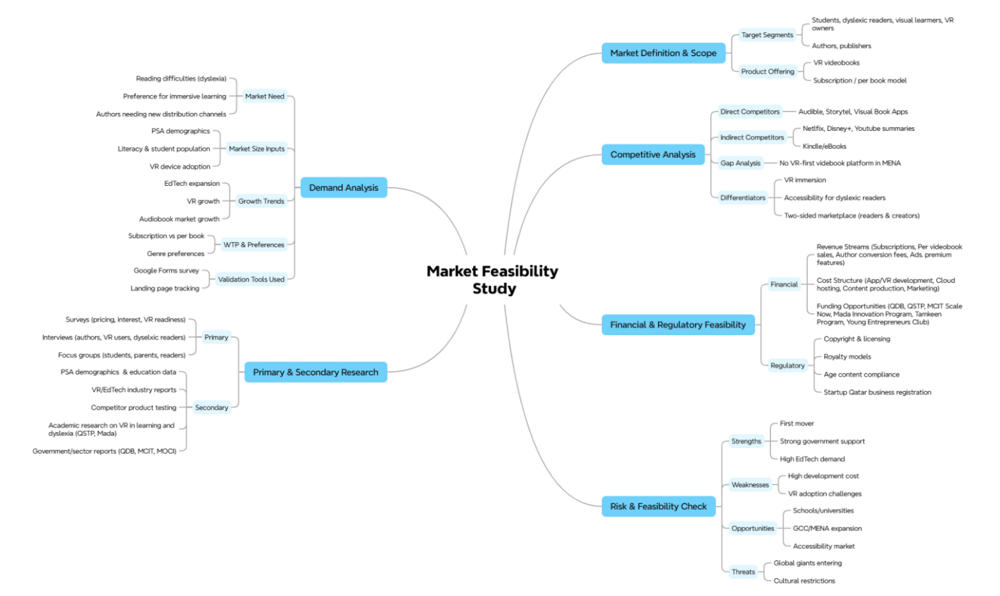 Market Feasibility
Study
Market Definition & Scope
Target Segments
Students, dyslexic readers, visual learmers, VR
owners
Authors, publishers
Product Offering
VR videobooks
Subscription / per book model
Competitive Analysis
Direct Competitors
Audible, Storytel, Visual Book Apps
Indirect Competitors
Netlfix, Disney+, Youtube summaries
Kindle/eBooks
Gap Analysis
No VR-first videbook platform in MENA
Differentiators
VR immersion
Accessibility for dyslexic readers
Two-sided marketplace (readers & creators)
Financial & Regulatory Feasibility
Financial
Revenue Streams (Subscriptions, Per videobook
sales, Author conversion fees, Ads. premium
features)
Cost Structure (App/VR development, Cloud
hosting, Content production, Marketing)
Funding Opportunities (QDB, QSTP, MCIT Scale
Now, Mada Innovation Program, Tamkeen
Program, Young Entrepreneurs Club)
Regulatory
Copyright & licensing
Royalty models
Age content compliance
Startup Qatar business registration
Risk & Feasibility Check
Strengths
First mover
Strong government support
High EdTech demand
Weaknesses
High development cost
VR adoption challenges
Opportunities
Schools/universities
GCC/MENA expansion
Accessibility market
Threats
Global giants entering
Cultural restrictions
Demand Analysis
Market Need
Reading difficulties (dyslexia)
Preference for immersive learning
Authors needing new distribution channels
Market Size Inputs
PSA demographics
Literacy & student population
VR device adoption
Growth Trends
EdTech expansion
VR growth
Audiobook market growth
WTP & Preferences
Subscription vs per book
Genre preferences
Validation Tools Used
Google Forms survey
Landing page tracking
Primary & Secondary Research
Primary
Surveys (pricing, interest, VR readiness)
Interviews (authors, VR users, dyselxic readers)
Focus groups (students, parents, readers)
Secondary
PSA demographics & education data
VR/EdTech industry reports
Competitor product testing
Academic research on VR in learning and
dyslexia (QSTP, Mada)
Government/sector reports (QDB, MCIT, MOCI)